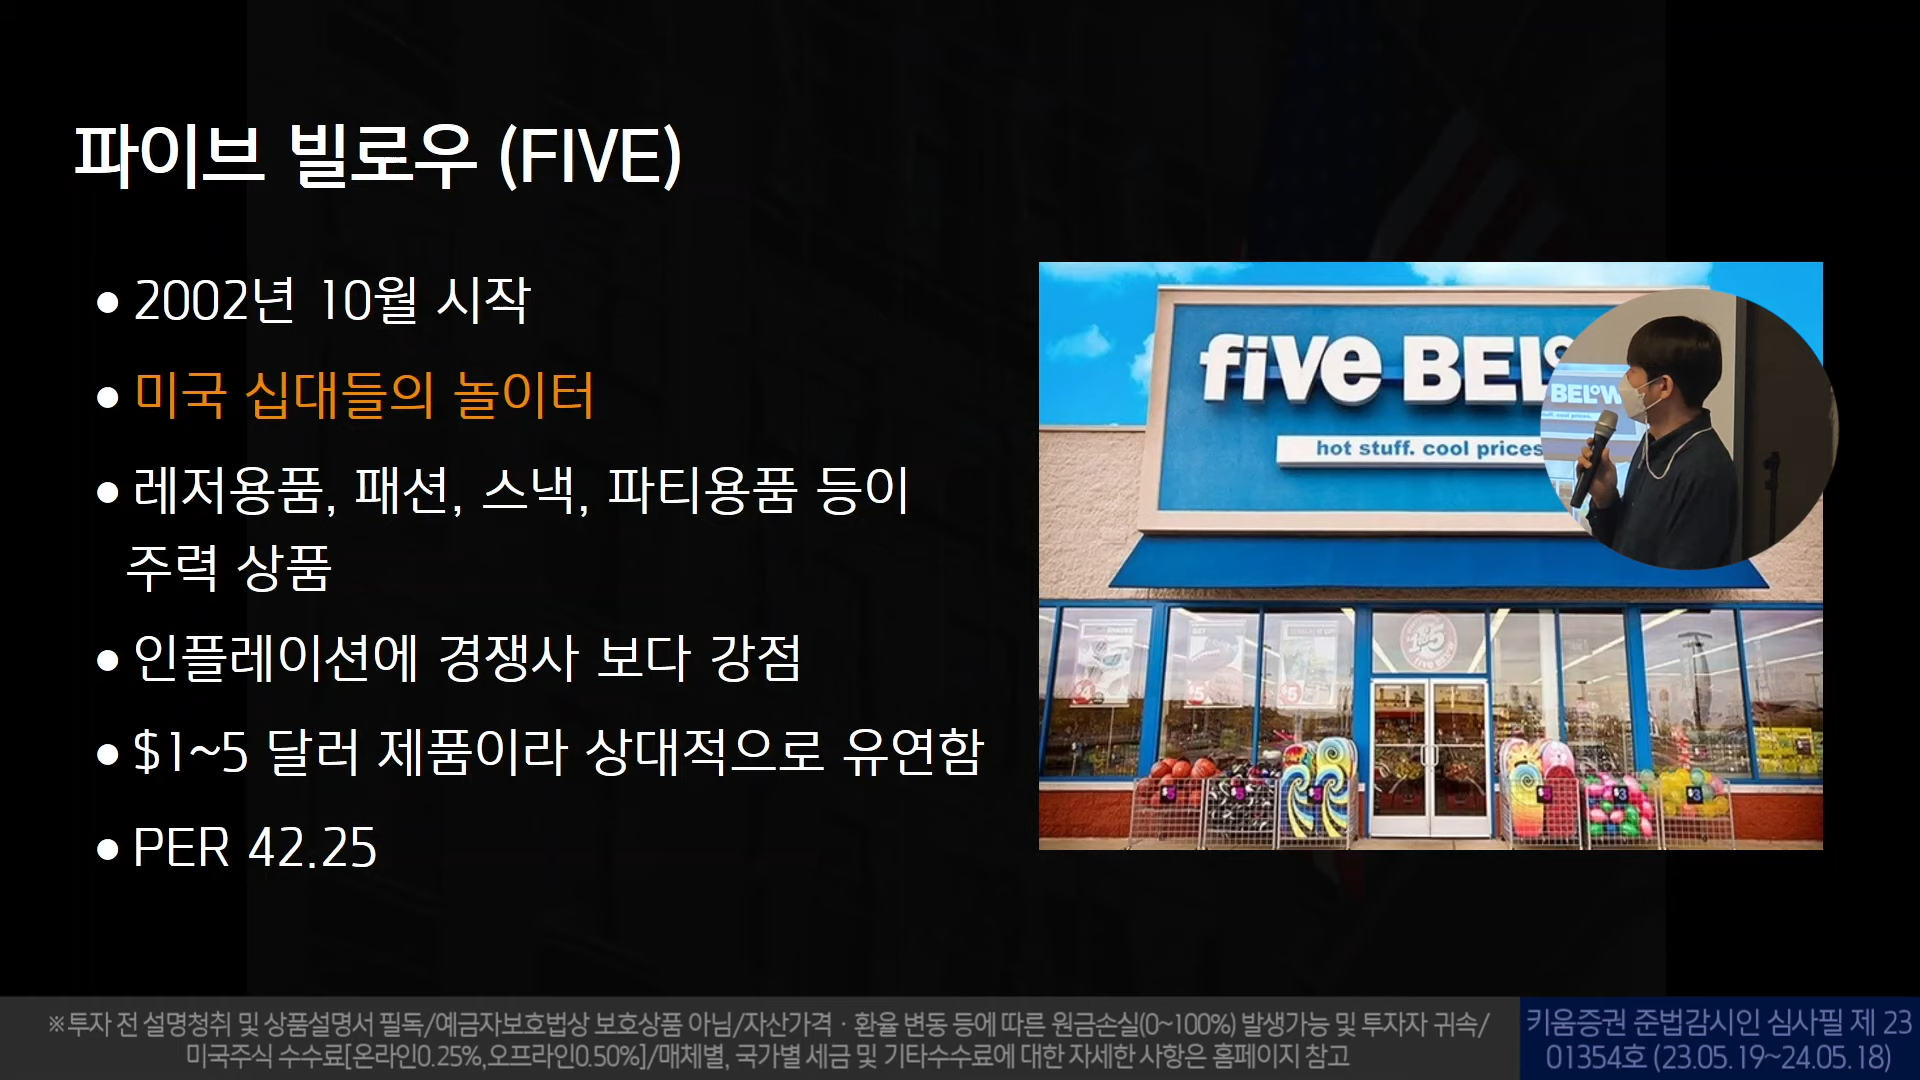 파이브 빌로우 (FIVE)
● 2002년 10월 시작
● 미국 십대들의 놀이터
● 레저용품, 패션, 스낵, 파티용품 등이
주력 상품
● 인플레이션에 경쟁사 보다 강점
● $1~5 달러 제품이라 상대적으로 유연함
● PER 42.25
five BELO
hot stuff. cool prices
BELOW
$5
$5
$5
$5
$3
$3
※투자 전 설명청취 및 상품설명서 필독/예금자보호법상 보호상품 아님/자산가격 · 환율 변동 등에 따른 원금손실(0~100%) 발생가능 및 투자자 귀속/
미국주식 수수료[온라인0.25%,오프라인0.50%]/매체별, 국가별 세금 및 기타수수료에 대한 자세한 사항은 홈페이지 참고
키움증권 준법감시인 심사필 제 23
01354호 (23.05.19~24.05.18)